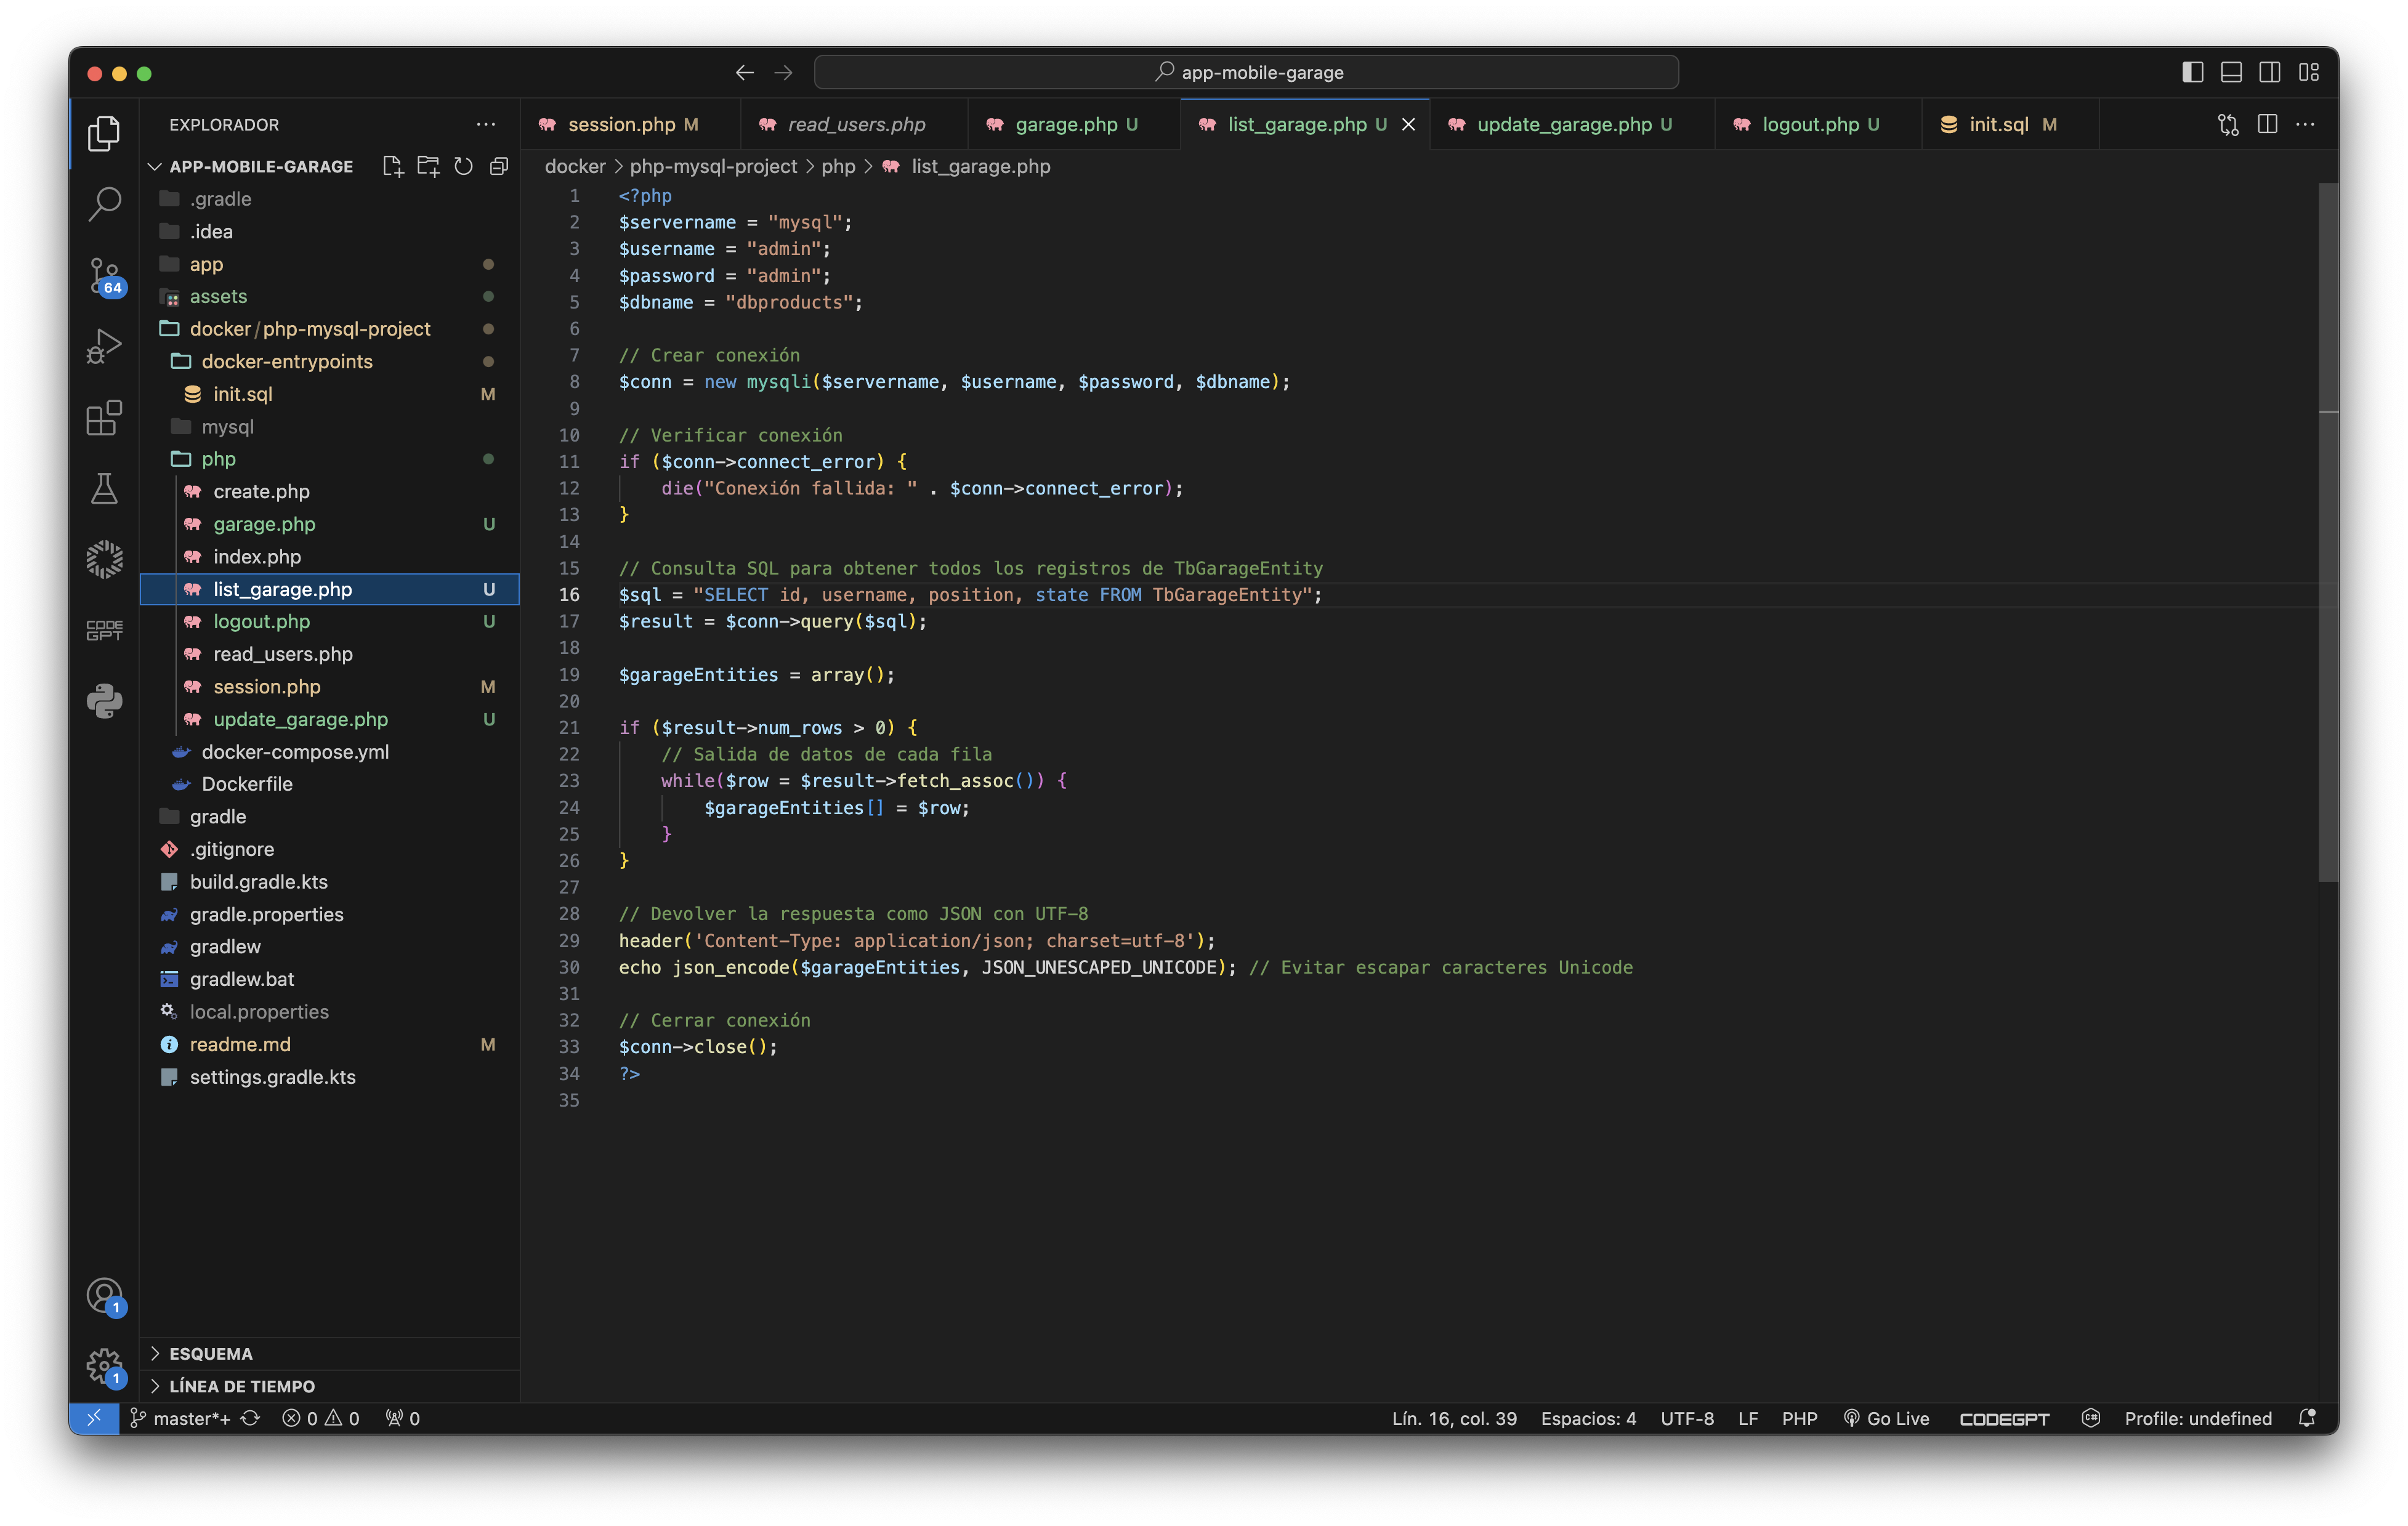 app-mobile-garage
EXPLORADOR
session.php M
read_users.php
garage.php U
list_garage.php U
update_garage.php U
logout.php U
init.sql M
APP-MOBILE-GARAGE
docker > php-mysql-project > php > list_garage.php
.gradle
.idea
app
assets
docker/php-mysql-project
docker-entrypoints
init.sql M
mysql
php
create.php
garage.php U
index.php
list_garage.php U
logout.php U
read_users.php
session.php M
update_garage.php U
docker-compose.yml
Dockerfile
gradle
.gitignore
build.gradle.kts
gradle.properties
gradlew
gradlew.bat
local.properties
readme.md M
settings.gradle.kts
ESQUEMA
LÍNEA DE TIEMPO
64
CODE
GPT
1
1
1 <?php
2 $servername = "mysql";
3 $username = "admin";
4 $password = "admin";
5 $dbname = "dbproducts";
6
7 // Crear conexión
8 $conn = new mysqli($servername, $username, $password, $dbname);
9
10 // Verificar conexión
11 if ($conn->connect_error) {
12 die("Conexión fallida: " . $conn->connect_error);
13 }
14
15 // Consulta SQL para obtener todos los registros de TbGarageEntity
16 $sql = "SELECT id, username, position, state FROM TbGarageEntity";
17 $result = $conn->query($sql);
18
19 $garageEntities = array();
20
21 if ($result->num_rows > 0) {
22 // Salida de datos de cada fila
23 while($row = $result->fetch_assoc()) {
24 $garageEntities[] = $row;
25 }
26 }
27
28 // Devolver la respuesta como JSON con UTF-8
29 header('Content-Type: application/json; charset=utf-8');
30 echo json_encode($garageEntities, JSON_UNESCAPED_UNICODE); // Evitar escapar caracteres Unicode
31
32 // Cerrar conexión
33 $conn->close();
34 ?>
35
master*+ 0 0 0
Lín. 16, col. 39 Espacios: 4 UTF-8 LF PHP Go Live CODEGPT Profile: undefined